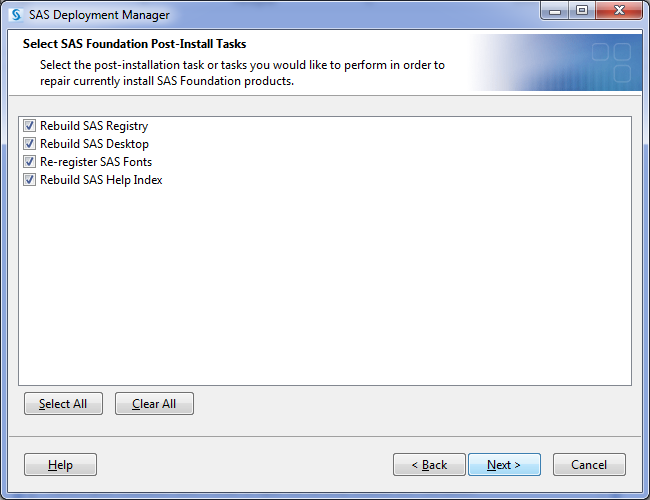 SAS Deployment Manager
Select SAS Foundation Post-Install Tasks
Select the post-installation task or tasks you would like to perform in order to
repair currently install SAS Foundation products.
Rebuild SAS Registry
Rebuild SAS Desktop
Re-register SAS Fonts
Rebuild SAS Help Index
Select All Clear All
Help < Back Next > Cancel